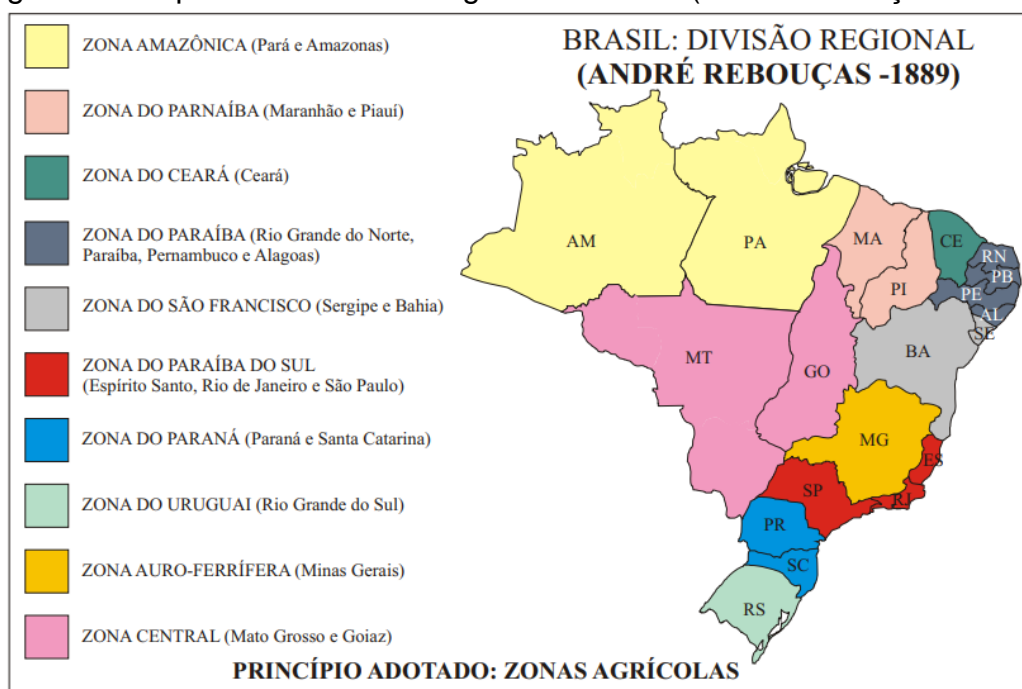 BRASIL: DIVISÃO REGIONAL
(ANDRÉ REBOUÇAS -1889)
ZONA AMAZÔNICA (Pará e Amazonas)
ZONA DO PARNAÍBA (Maranhão e Piauí)
ZONA DO CEARÁ (Ceará)
ZONA DO PARAÍBA (Rio Grande do Norte,
Paraíba, Pernambuco e Alagoas)
ZONA DO SÃO FRANCISCO (Sergipe e Bahia)
ZONA DO PARAÍBA DO SUL
(Espírito Santo, Rio de Janeiro e São Paulo)
ZONA DO PARANÁ (Paraná e Santa Catarina)
ZONA DO URUGUAI (Rio Grande do Sul)
ZONA AURO-FERRÍFERA (Minas Gerais)
ZONA CENTRAL (Mato Grosso e Goiaz)
AM
PA
MA
CE
RN
PB
PI
PE
AL
SE
BA
MT
GO
MG
ES
SP
RJ
PR
SC
RS
PRINCÍPIO ADOTADO: ZONAS AGRÍCOLAS